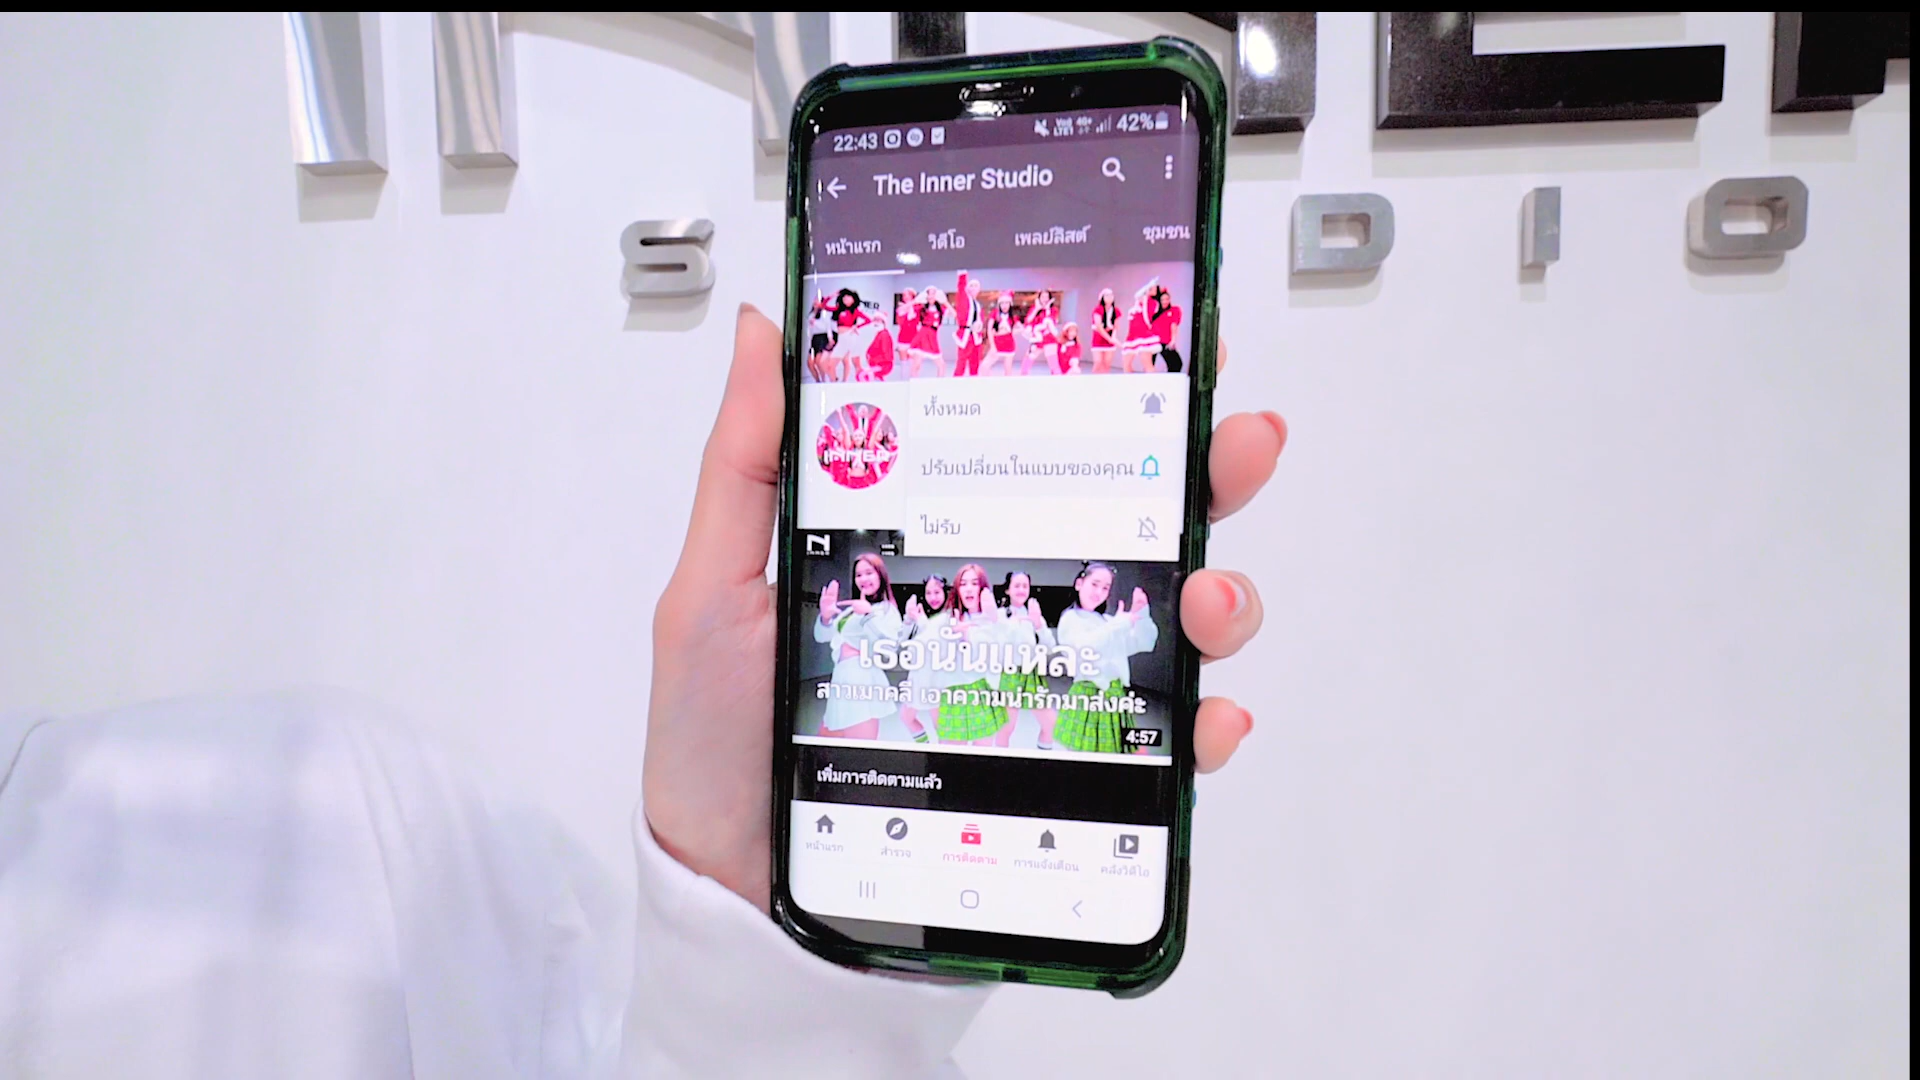 INNER
S DIO
22:43 42%
The Inner Studio
หน้าแรก วิดีโอ เพลย์ลิสต์ ชุมชน
ทั้งหมด
INNER
ปรับเปลี่ยนในแบบของคุณ
ไม่รับ
เธอนั่นแหละ
สาวเมาคลี เอาความน่ารักมาส่งค่ะ
4:57
เพิ่มการติดตามแล้ว
หน้าแรก สำรวจ การติดตาม การแจ้งเตือน คลังวิดีโอ